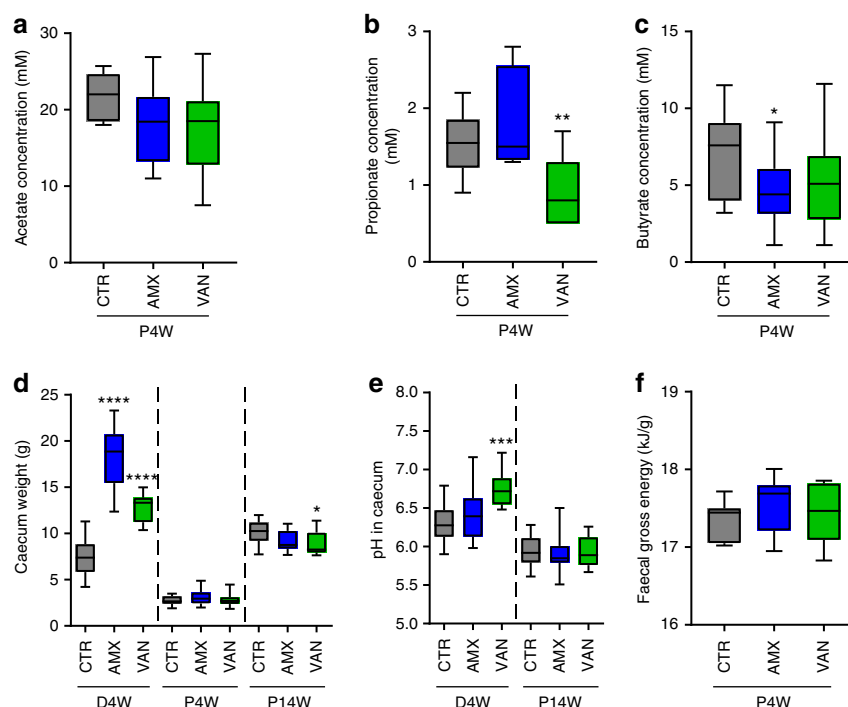 a
Acetate concentration (mM)
30
20
10
0
CTR
AMX
VAN
P4W
b
Propionate concentration
(mM)
3
2
1
0
**
CTR
AMX
VAN
P4W
c
Butyrate concentration (mM)
15
10
5
0
*
CTR
AMX
VAN
P4W
d
Caecum weight (g)
25
20
15
10
5
0
****
****
*
CTR
AMX
VAN
CTR
AMX
VAN
CTR
AMX
VAN
D4W
P4W
P14W
e
pH in caecum
8.0
7.5
7.0
6.5
6.0
5.5
5.0
***
CTR
AMX
VAN
CTR
AMX
VAN
D4W
P14W
f
Faecal gross energy (kJ/g)
19
18
17
16
CTR
AMX
VAN
P4W